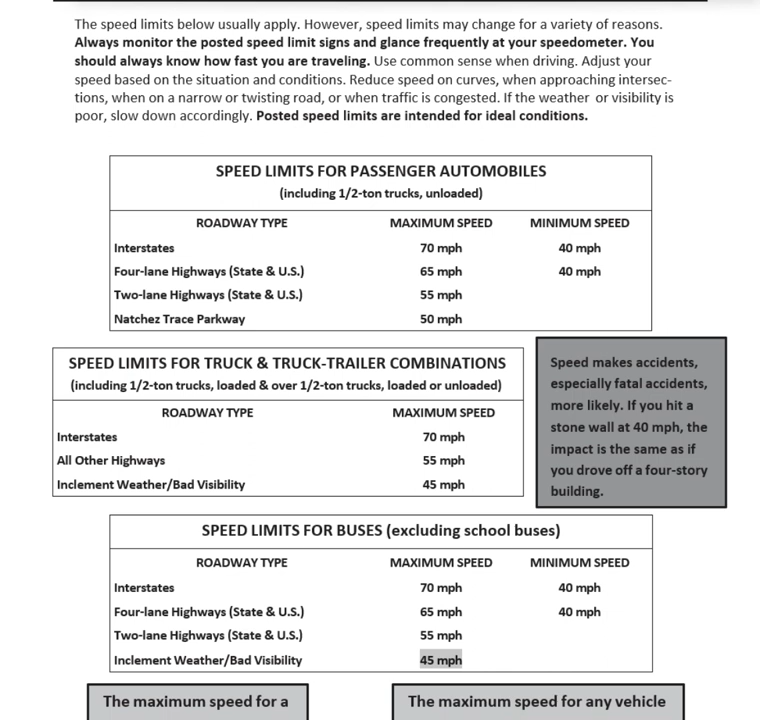 The speed limits below usually apply. However, speed limits may change for a variety of reasons.
Always monitor the posted speed limit signs and glance frequently at your speedometer. You
should always know how fast you are traveling. Use common sense when driving. Adjust your
speed based on the situation and conditions. Reduce speed on curves, when approaching intersec-
tions, when on a narrow or twisting road, or when traffic is congested. If the weather or visibility is
poor, slow down accordingly. Posted speed limits are intended for ideal conditions.
SPEED LIMITS FOR PASSENGER AUTOMOBILES
(including 1/2-ton trucks, unloaded)
ROADWAY TYPE MAXIMUM SPEED MINIMUM SPEED
Interstates 70 mph 40 mph
Four-lane Highways (State & U.S.) 65 mph 40 mph
Two-lane Highways (State & U.S.) 55 mph
Natchez Trace Parkway 50 mph
SPEED LIMITS FOR TRUCK & TRUCK-TRAILER COMBINATIONS
(including 1/2-ton trucks, loaded & over 1/2-ton trucks, loaded or unloaded)
ROADWAY TYPE MAXIMUM SPEED
Interstates 70 mph
All Other Highways 55 mph
Inclement Weather/Bad Visibility 45 mph
Speed makes accidents,
especially fatal accidents,
more likely. If you hit a
stone wall at 40 mph, the
impact is the same as if
you drove off a four-story
building.
SPEED LIMITS FOR BUSES (excluding school buses)
ROADWAY TYPE MAXIMUM SPEED MINIMUM SPEED
Interstates 70 mph 40 mph
Four-lane Highways (State & U.S.) 65 mph 40 mph
Two-lane Highways (State & U.S.) 55 mph
Inclement Weather/Bad Visibility 45 mph
The maximum speed for a
The maximum speed for any vehicle